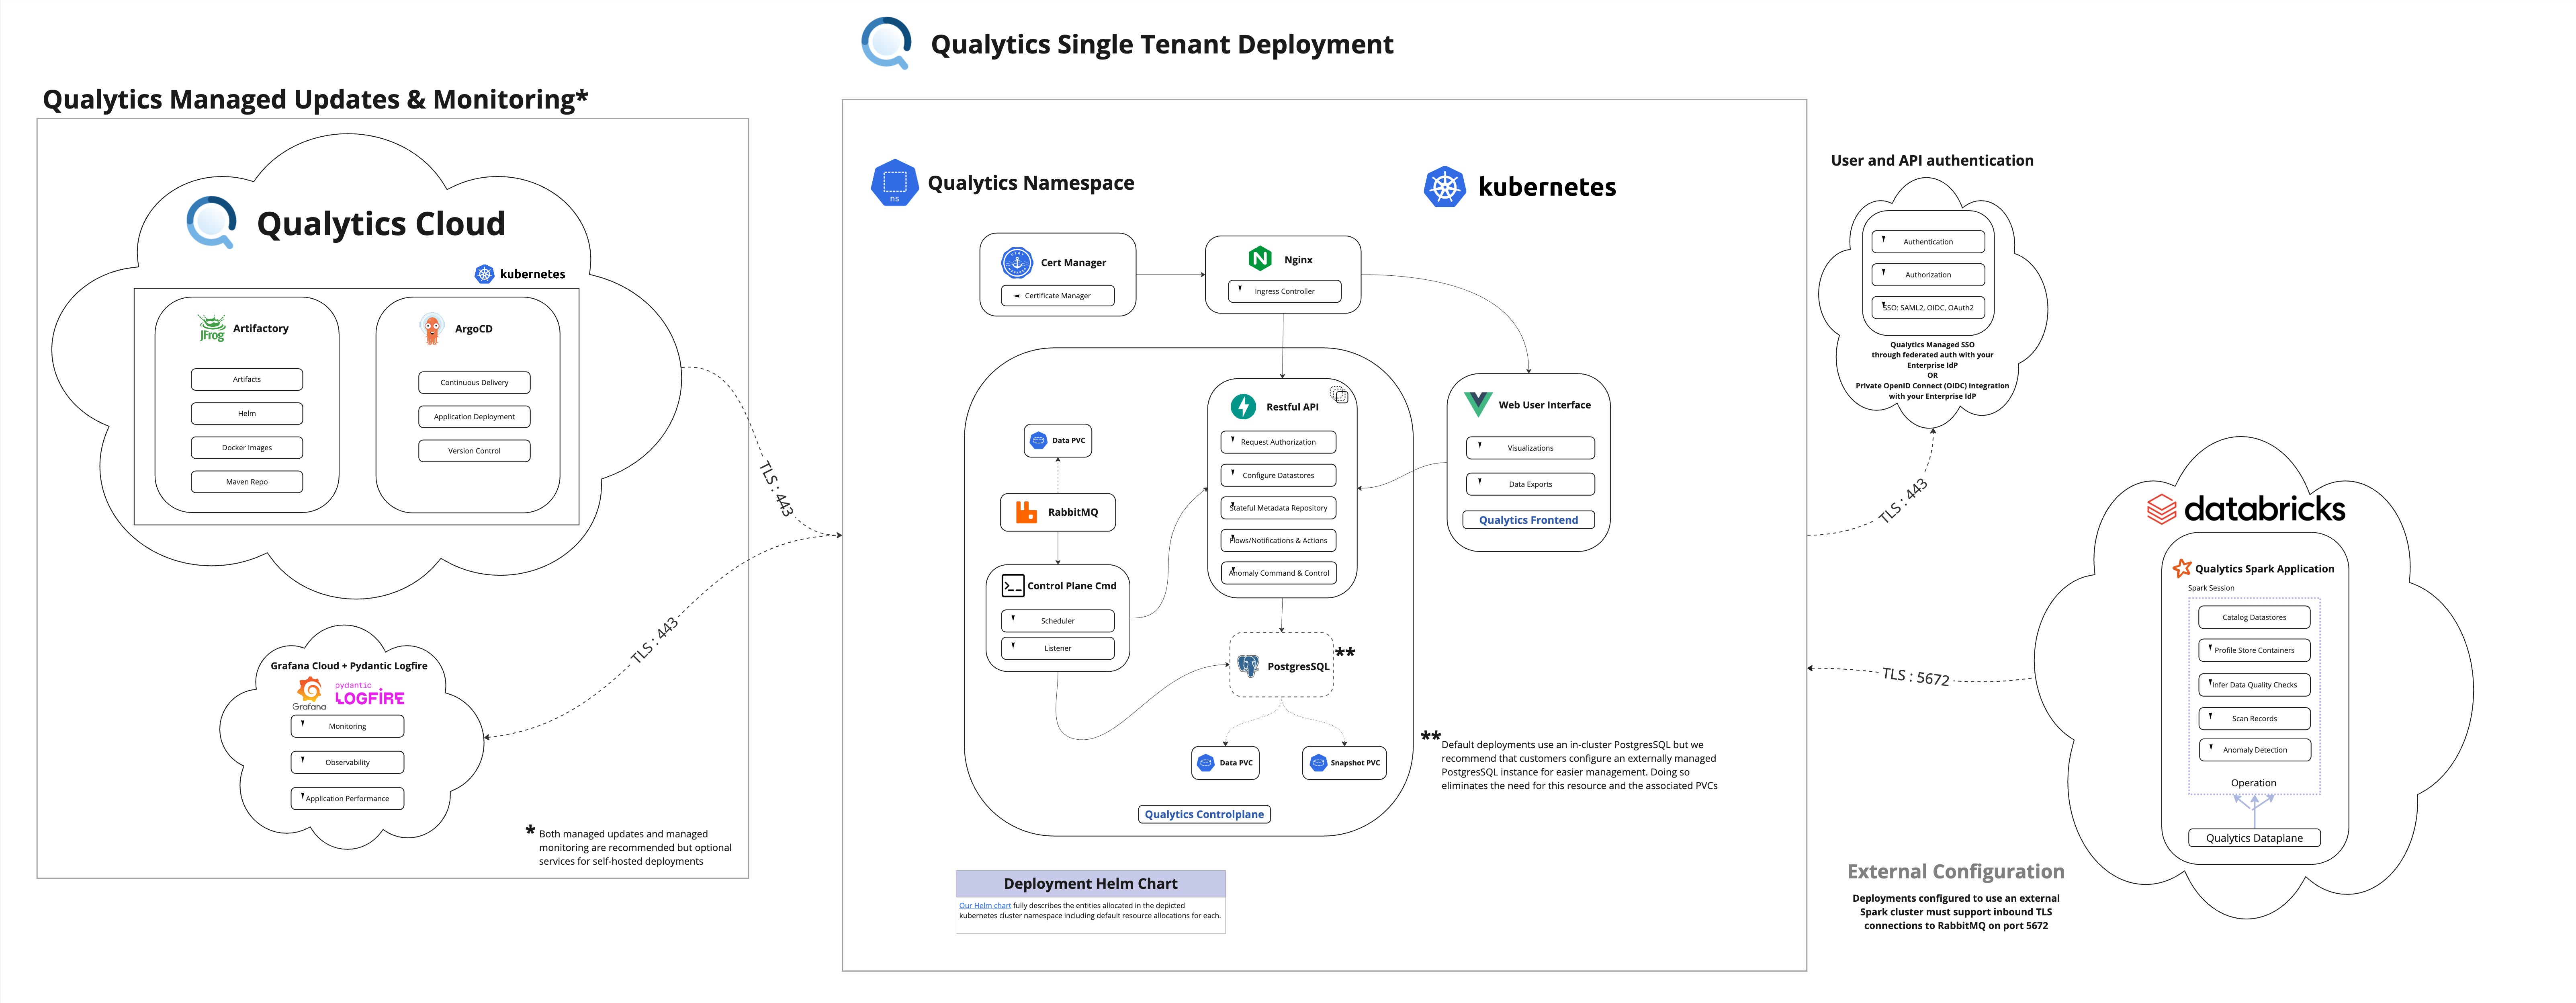 Qualytics Single Tenant Deployment
Qualytics Managed Updates & Monitoring*
Qualytics Cloud
kubernetes
JFrog
Artifactory
Artifacts
Helm
Docker Images
Maven Repo
ArgoCD
Continuous Delivery
Application Deployment
Version Control
TLS : 443
TLS : 443
Grafana Cloud + Pydantic Logfire
Grafana
pydantic
LOGFIRE
Monitoring
Observability
Application Performance
* Both managed updates and managed
monitoring are recommended but optional
services for self-hosted deployments
ns
Qualytics Namespace
kubernetes
Cert Manager
Certificate Manager
Nginx
Ingress Controller
Restful API
Request Authorization
Configure Datastores
Stateful Metadata Repository
Flows/Notifications & Actions
Anomaly Command & Control
Web User Interface
Visualizations
Data Exports
Qualytics Frontend
Data PVC
RabbitMQ
Control Plane Cmd
Scheduler
Listener
PostgresSQL
**
Data PVC
Snapshot PVC
Qualytics Controlplane
** Default deployments use an in-cluster PostgreSQL but we
recommend that customers configure an externally managed
PostgresSQL instance for easier management. Doing so
eliminates the need for this resource and the associated PVCs
Deployment Helm Chart
Our Helm chart fully describes the entities allocated in the depicted
kubernetes cluster namespace including default resource allocations for each.
User and API authentication
Authentication
Authorization
SSO: SAML2, OIDC, OAuth2
Qualytics Managed SSO
through federated auth with your
Enterprise IdP
OR
Private OpenID Connect (OIDC) integration
with your Enterprise IdP
TLS : 443
TLS : 5672
databricks
Qualytics Spark Application
Spark Session
Catalog Datastores
Profile Store Containers
Infer Data Quality Checks
Scan Records
Anomaly Detection
Operation
Qualytics Dataplane
External Configuration
Deployments configured to use an external
Spark cluster must support inbound TLS
connections to RabbitMQ on port 5672